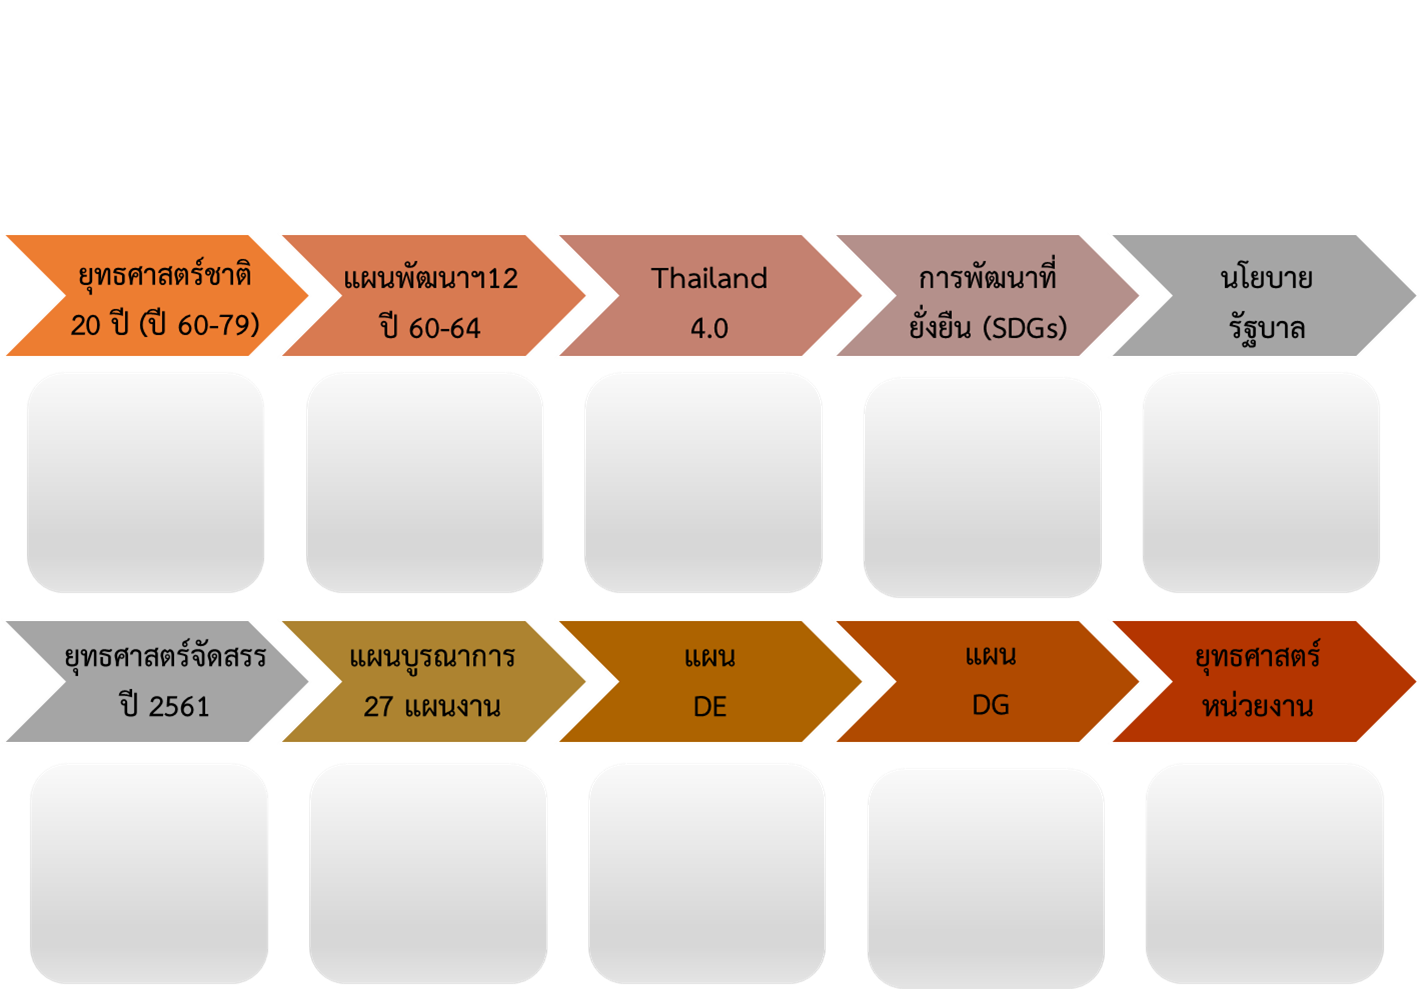 ยุทธศาสตร์ชาติ
20 ปี (ปี 60-79)
แผนพัฒนาฯ12
ปี 60-64
Thailand
4.0
การพัฒนาที่
ยั่งยืน (SDGs)
นโยบาย
รัฐบาล
ยุทธศาสตร์จัดสรร
ปี 2561
แผนบูรณาการ
27 แผนงาน
แผน
DE
แผน
DG
ยุทธศาสตร์
หน่วยงาน